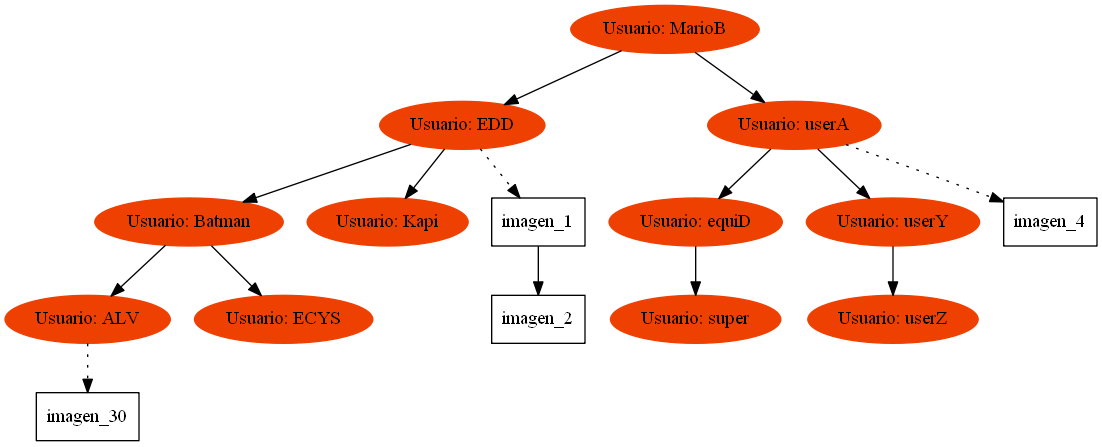 Usuario: MarioB
Usuario: EDD
Usuario: userA
Usuario: Batman
Usuario: Kapi
imagen_1
Usuario: equiD
Usuario: userY
imagen_4
Usuario: ALV
Usuario: ECYS
imagen_2
Usuario: super
Usuario: userZ
imagen_30